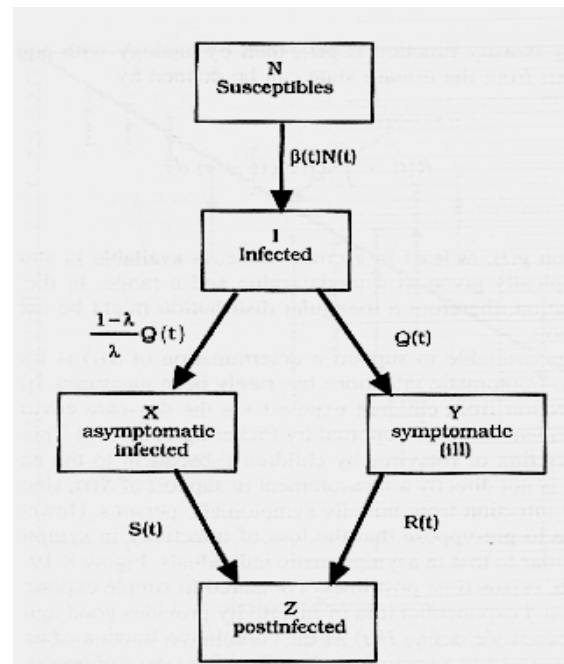 N
Susceptibles
β(t)N(t)
I
Infected
1-λ
λ
Q(t)
Q(t)
X
asymptomatic
infected
Y
symptomatic
(ill)
S(t)
R(t)
Z
postinfected